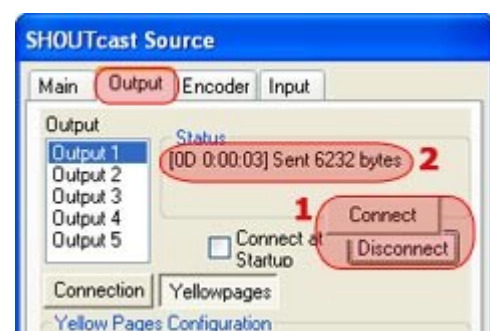 SHOUTcast Source
Main Output Encoder Input
Output
Output 1
Output 2
Output 3
Output 4
Output 5
Status
[0D 0:00:03] Sent 6232 bytes 2
1 Connect
Disconnect
Connect at
Startup
Connection Yellowpages
Yellow Pages Configuration